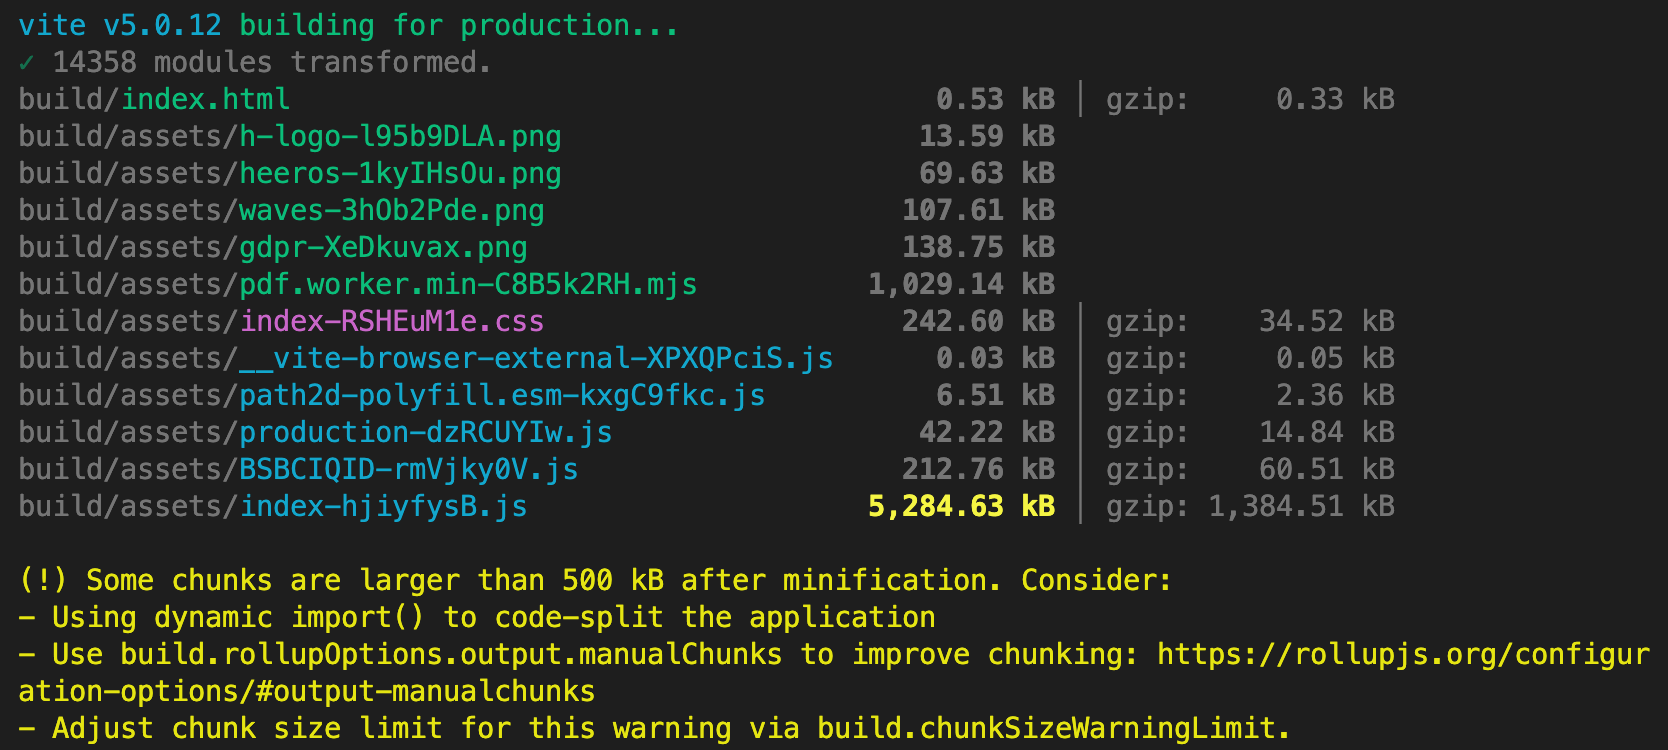 vite v5.0.12 building for production...
✓ 14358 modules transformed.
build/index.html 0.53 kB │ gzip: 0.33 kB
build/assets/h-logo-l95b9DLA.png 13.59 kB
build/assets/heeros-1kyIHsOu.png 69.63 kB
build/assets/waves-3hOb2Pde.png 107.61 kB
build/assets/gdpr-XeDkuvax.png 138.75 kB
build/assets/pdf.worker.min-C8B5k2RH.mjs 1,029.14 kB
build/assets/index-RSHEuM1e.css 242.60 kB │ gzip: 34.52 kB
build/assets/__vite-browser-external-XPXQPciS.js 0.03 kB │ gzip: 0.05 kB
build/assets/path2d-polyfill.esm-kxgC9fkc.js 6.51 kB │ gzip: 2.36 kB
build/assets/production-dzRCUYIw.js 42.22 kB │ gzip: 14.84 kB
build/assets/BSBCIQID-rmVjky0V.js 212.76 kB │ gzip: 60.51 kB
build/assets/index-hjiyfysB.js 5,284.63 kB │ gzip: 1,384.51 kB
(!) Some chunks are larger than 500 kB after minification. Consider:
- Using dynamic import() to code-split the application
- Use build.rollupOptions.output.manualChunks to improve chunking: https://rollupjs.org/configur
ation-options/#output-manualchunks
- Adjust chunk size limit for this warning via build.chunkSizeWarningLimit.